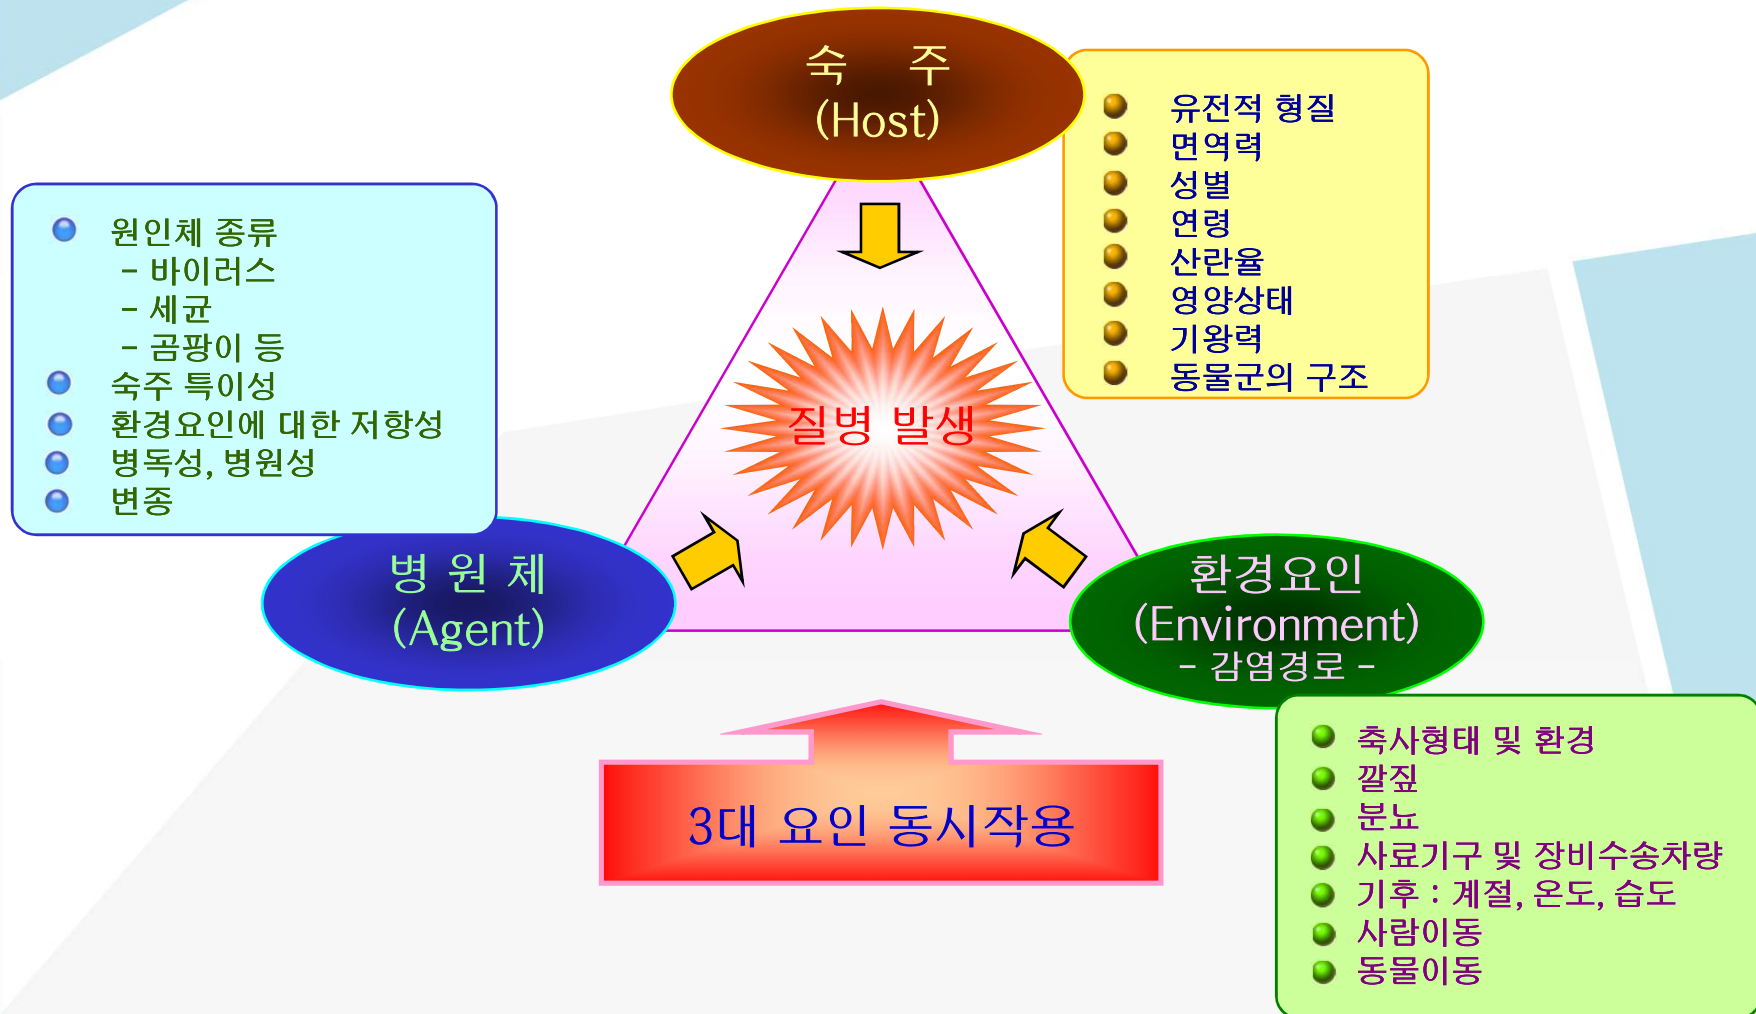 숙 주
(Host)
유전적 형질
면역력
성별
연령
산란율
영양상태
기왕력
동물군의 구조
원인체 종류
- 바이러스
- 세균
- 곰팡이 등
숙주 특이성
환경요인에 대한 저항성
병독성, 병원성
변종
질병 발생
병 원 체
(Agent)
환경요인
(Environment)
- 감염경로 -
3대 요인 동시작용
축사형태 및 환경
깔짚
분뇨
사료기구 및 장비수송차량
기후 : 계절, 온도, 습도
사람이동
동물이동